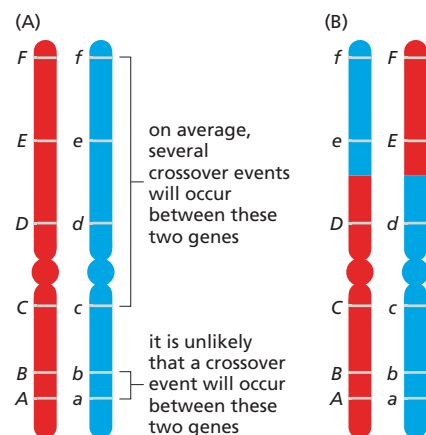 (A)
(B)
F
f
E
e
D
d
C
c
B
b
A
a
on average,
several
crossover events
will occur
between these
two genes
it is unlikely
that a crossover
event will occur
between these
two genes
f
F
e
E
D
d
C
c
B
b
A
a